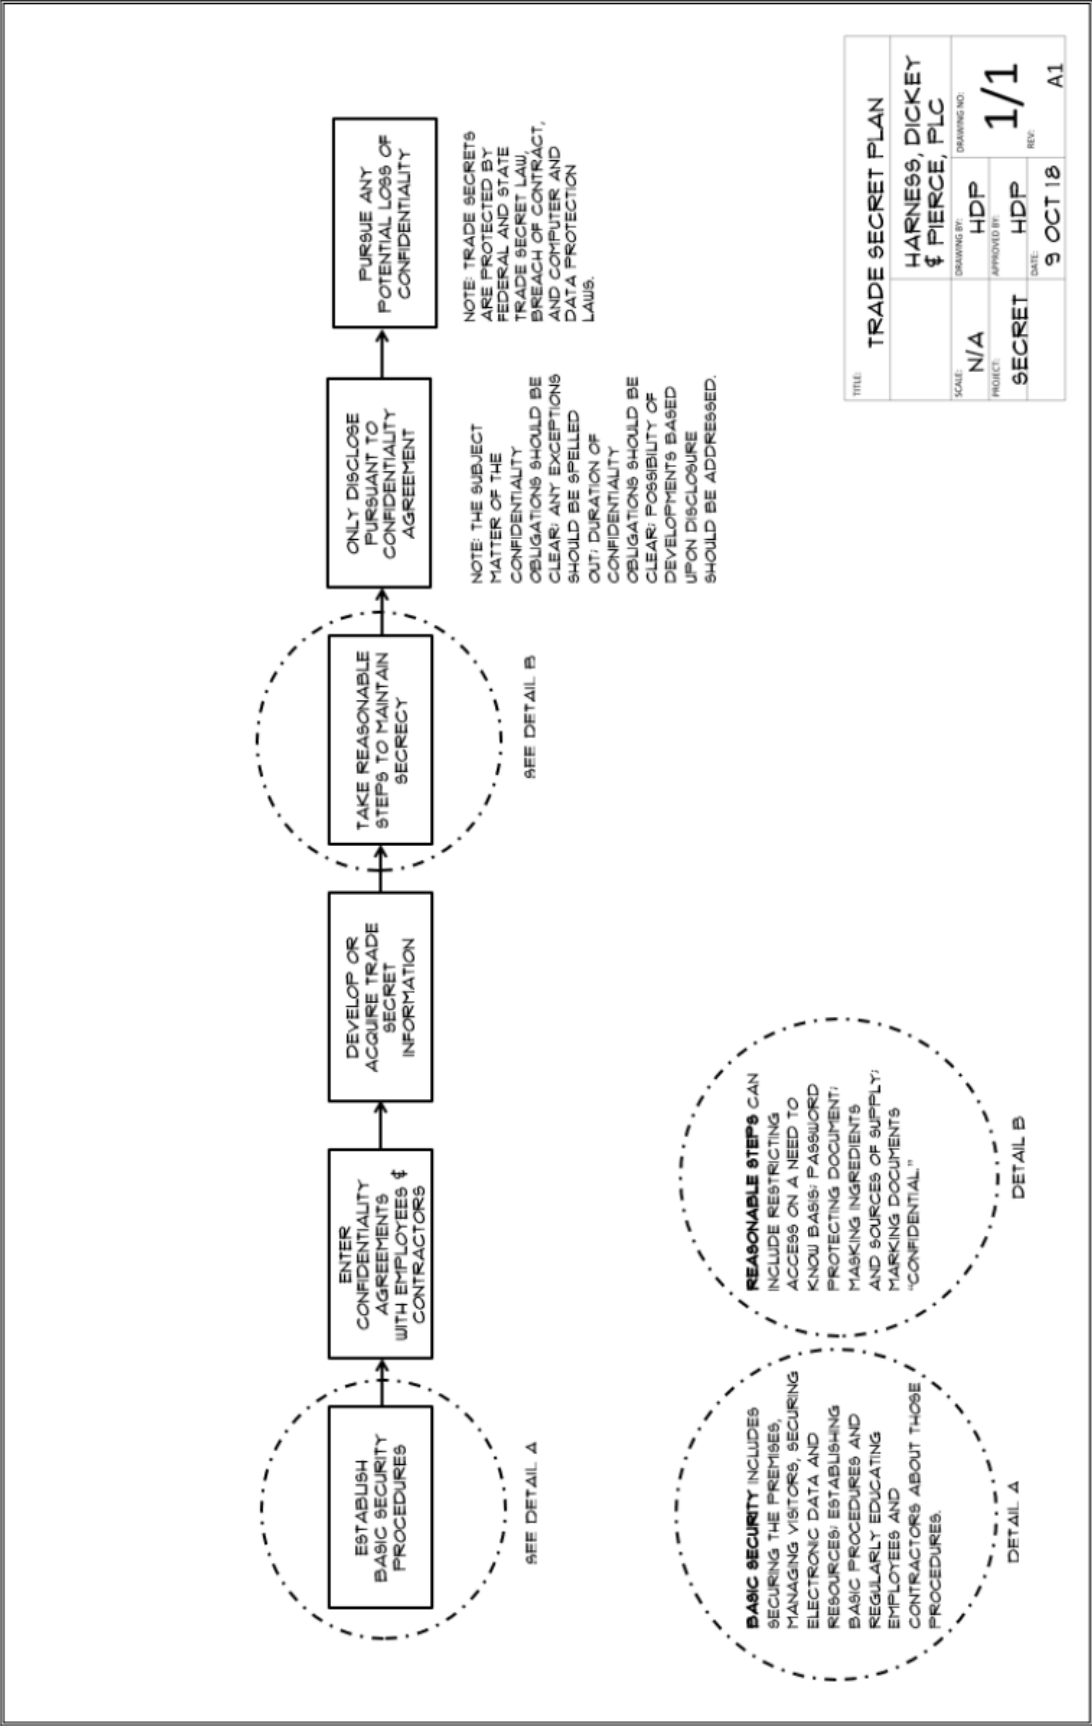 ESTABLISH
BASIC SECURITY
PROCEDURES
ENTER
CONFIDENTIALITY
AGREEMENTS
WITH EMPLOYEES &
CONTRACTORS
DEVELOP OR
ACQUIRE TRADE
SECRET
INFORMATION
TAKE REASONABLE
STEPS TO MAINTAIN
SECRECY
ONLY DISCLOSE
PURSUANT TO
CONFIDENTIALITY
AGREEMENT
PURSUE ANY
POTENTIAL LOSS OF
CONFIDENTIALITY
SEE DETAIL A
SEE DETAIL B
NOTE: THE SUBJECT
MATTER OF THE
CONFIDENTIALITY
OBLIGATIONS SHOULD BE
CLEAR; ANY EXCEPTIONS
SHOULD BE SPELLED
OUT; DURATION OF
CONFIDENTIALITY
OBLIGATIONS SHOULD BE
CLEAR; POSSIBILITY OF
DEVELOPMENTS BASED
UPON DISCLOSURE
SHOULD BE ADDRESSED.
NOTE: TRADE SECRETS
ARE PROTECTED BY
FEDERAL AND STATE
TRADE SECRET LAW,
BREACH OF CONTRACT,
AND COMPUTER AND
DATA PROTECTION
LAWS.
BASIC SECURITY INCLUDES
SECURING THE PREMISES,
MANAGING VISITORS, SECURING
ELECTRONIC DATA AND
RESOURCES; ESTABLISHING
BASIC PROCEDURES AND
REGULARLY EDUCATING
EMPLOYEES AND
CONTRACTORS ABOUT THOSE
PROCEDURES.
DETAIL A
REASONABLE STEPS CAN
INCLUDE RESTRICTING
ACCESS ON A NEED TO
KNOW BASIS; PASSWORD
PROTECTING DOCUMENT;
MASKING INGREDIENTS
AND SOURCES OF SUPPLY;
MARKING DOCUMENTS
“CONFIDENTIAL.”
DETAIL B
TITLE:
TRADE SECRET PLAN
HARNESS, DICKEY
& PIERCE, PLC
SCALE:
N/A
DRAWING BY:
HDP
DRAWING NO:
1/1
PROJECT:
SECRET
APPROVED BY:
HDP
DATE:
9 OCT 18
REV:
A1